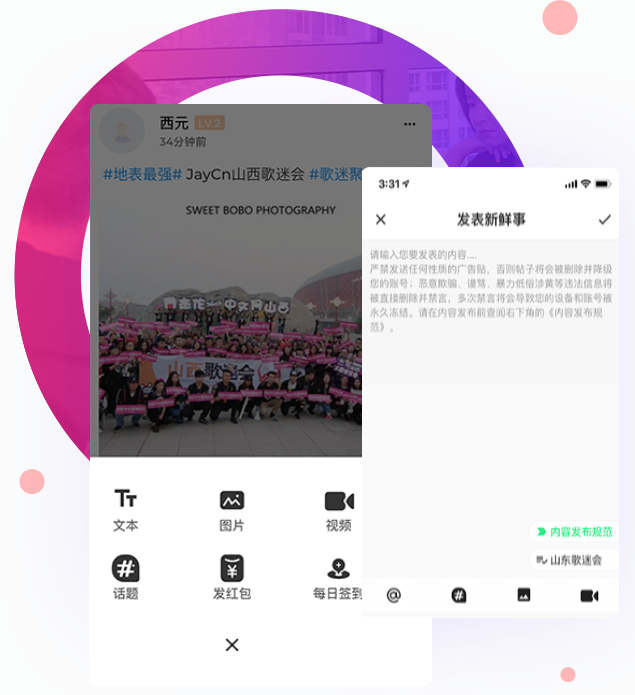 西元 LV.2
34分钟前
#地表最强# JayCn山西歌迷会 #歌迷聚
SWEET BOBO PHOTOGRAPHY
山西歌迷会
文本 图片 视频
话题 发红包 每日签到
3:31
发表新鲜事
请输入您要发表的内容....
严禁发送任何性质的广告贴，否则帖子将会被删除并降级
您的账号；恶意欺骗、谩骂、暴力低俗涉黄等违法信息将
被直接删除并禁言，多次禁言将会导致您的设备和账号被
永久冻结。请在内容发布前查阅右下角的《内容发布规
范》。
内容发布规范
山东歌迷会